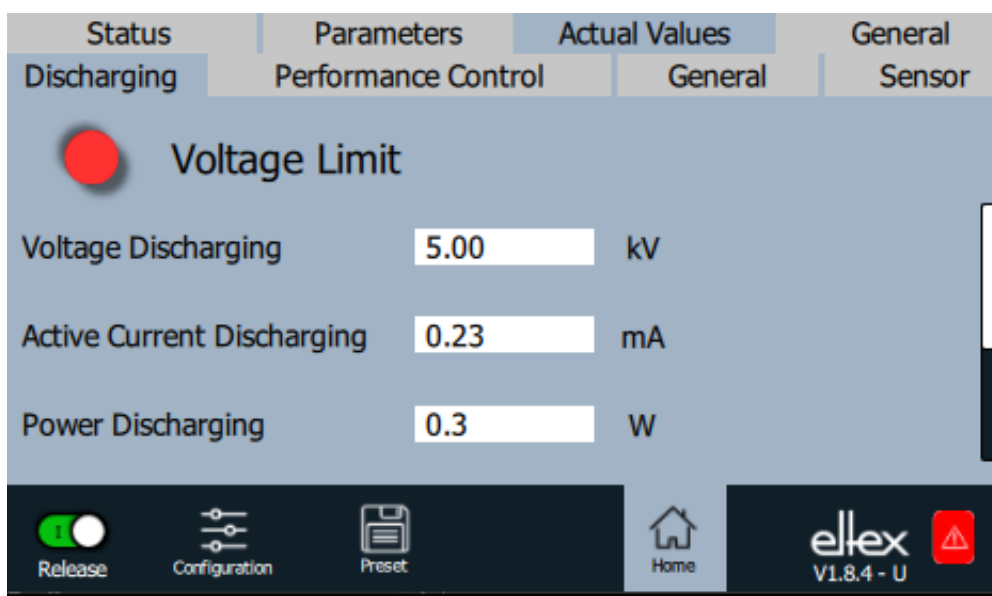 Status Parameters Actual Values General
Discharging Performance Control General Sensor
Voltage Limit
Voltage Discharging 5.00 kV
Active Current Discharging 0.23 mA
Power Discharging 0.3 W
I
Release Configuration Preset Home eltex
V1.8.4 - U